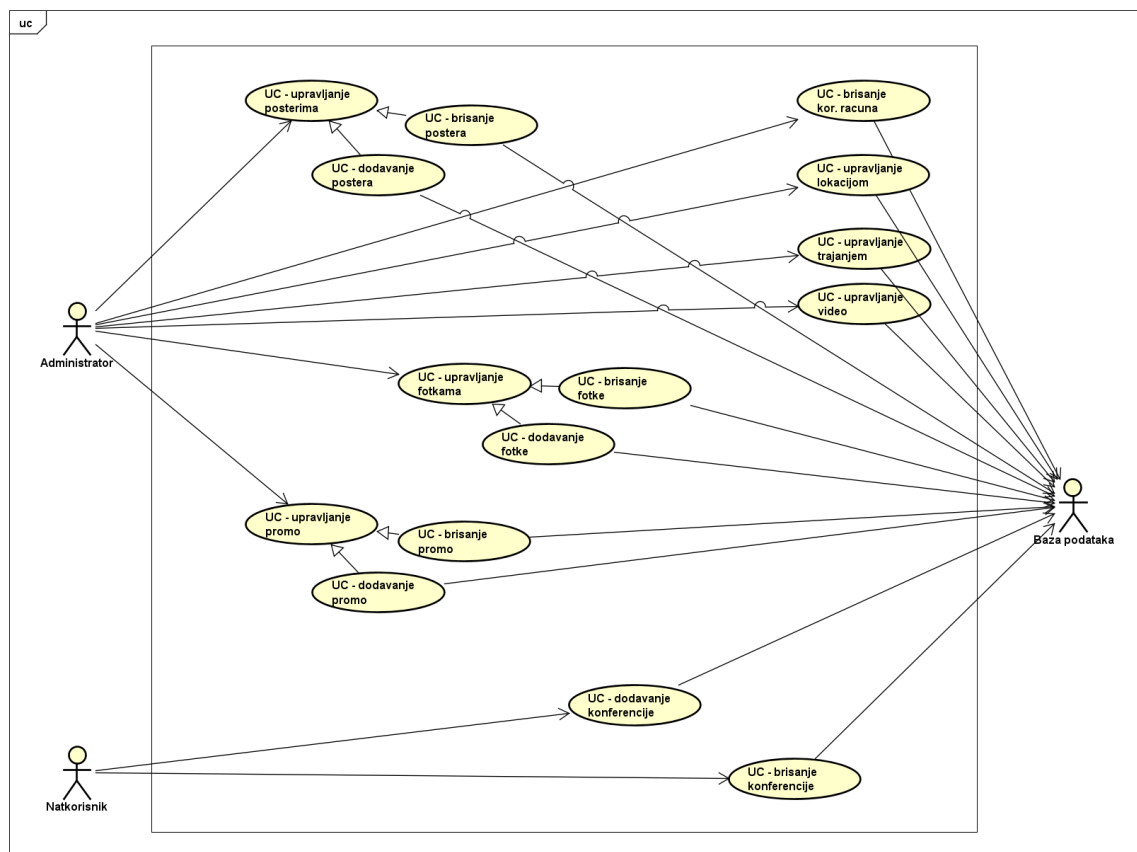 uc
UC - upravljanje
posterima
UC - brisanje
postera
UC - dodavanje
postera
UC - brisanje
kor. racuna
UC - upravljanje
lokacijom
UC - upravljanje
trajanjem
UC - upravljanje
video
Administrator
UC - upravljanje
fotkama
UC - brisanje
fotke
UC - dodavanje
fotke
UC - upravljanje
promo
UC - brisanje
promo
UC - dodavanje
promo
Baza podataka
UC - dodavanje
konferencije
UC - brisanje
konferencije
Natkorisnik